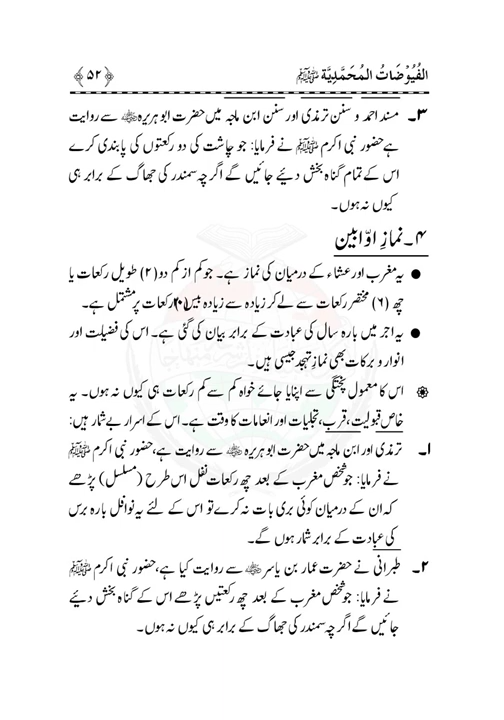 الفُيُوْضَاتُ المُحَمَّدِيَّة ﷺ ﴿۵۲﴾
۳۔ مسند احمد و سنن ترمذی اور سنن ابن ماجہ میں حضرت ابو ہریرہ ﷜ سے روایت
ہے حضور نبی اکرم ﷺ نے فرمایا: جو چاشت کی دو رکعتوں کی پابندی کرے
اس کے تمام گناہ بخش دیئے جائیں گے اگرچہ سمندر کی جھاگ کے برابر ہی
کیوں نہ ہوں۔
۴۔ نمازِ اوّابین
● یہ مغرب اور عشاء کے درمیان کی نماز ہے۔ جو کم از کم دو (۲) طویل رکعات یا
چھ (۶) مختصر رکعات سے لے کر زیادہ سے زیادہ بیس (۲۰) رکعات پر مشتمل ہے۔
● یہ اجر میں بارہ سال کی عبادت کے برابر بیان کی گئی ہے۔ اس کی فضیلت اور
انوار و برکات بھی نمازِ تہجد جیسی ہیں۔
اس کا معمول پختگی سے اپنایا جائے خواہ کم سے کم رکعات ہی کیوں نہ ہوں۔ یہ
خاص قبولیت، قرب، تجلیات اور انعامات کا وقت ہے۔ اس کے اسرار بے شمار ہیں:
۱۔ ترمذی اور ابن ماجہ میں حضرت ابو ہریرہ ﷜ سے روایت ہے، حضور نبی اکرم ﷺ
نے فرمایا: جو شخص مغرب کے بعد چھ رکعات نفل اس طرح (مسلسل) پڑھے
کہ ان کے درمیان کوئی بری بات نہ کرے تو اس کے لئے یہ نوافل بارہ برس
کی عبادت کے برابر شمار ہوں گے۔
۲۔ طبرانی نے حضرت عمار بن یاسر ﷜ سے روایت کیا ہے، حضور نبی اکرم ﷺ
نے فرمایا: جو شخص مغرب کے بعد چھ رکعتیں پڑھے اس کے گناہ بخش دیئے
جائیں گے اگرچہ سمندر کی جھاگ کے برابر ہی کیوں نہ ہوں۔